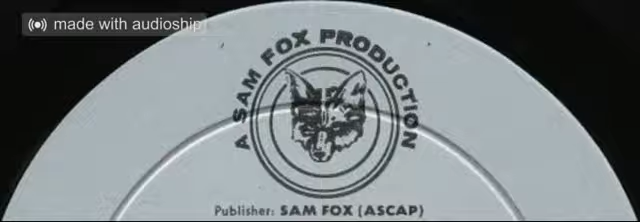 made with audioship
A SAM FOX PRODUCTION
Publisher: SAM FOX (ASCAP)